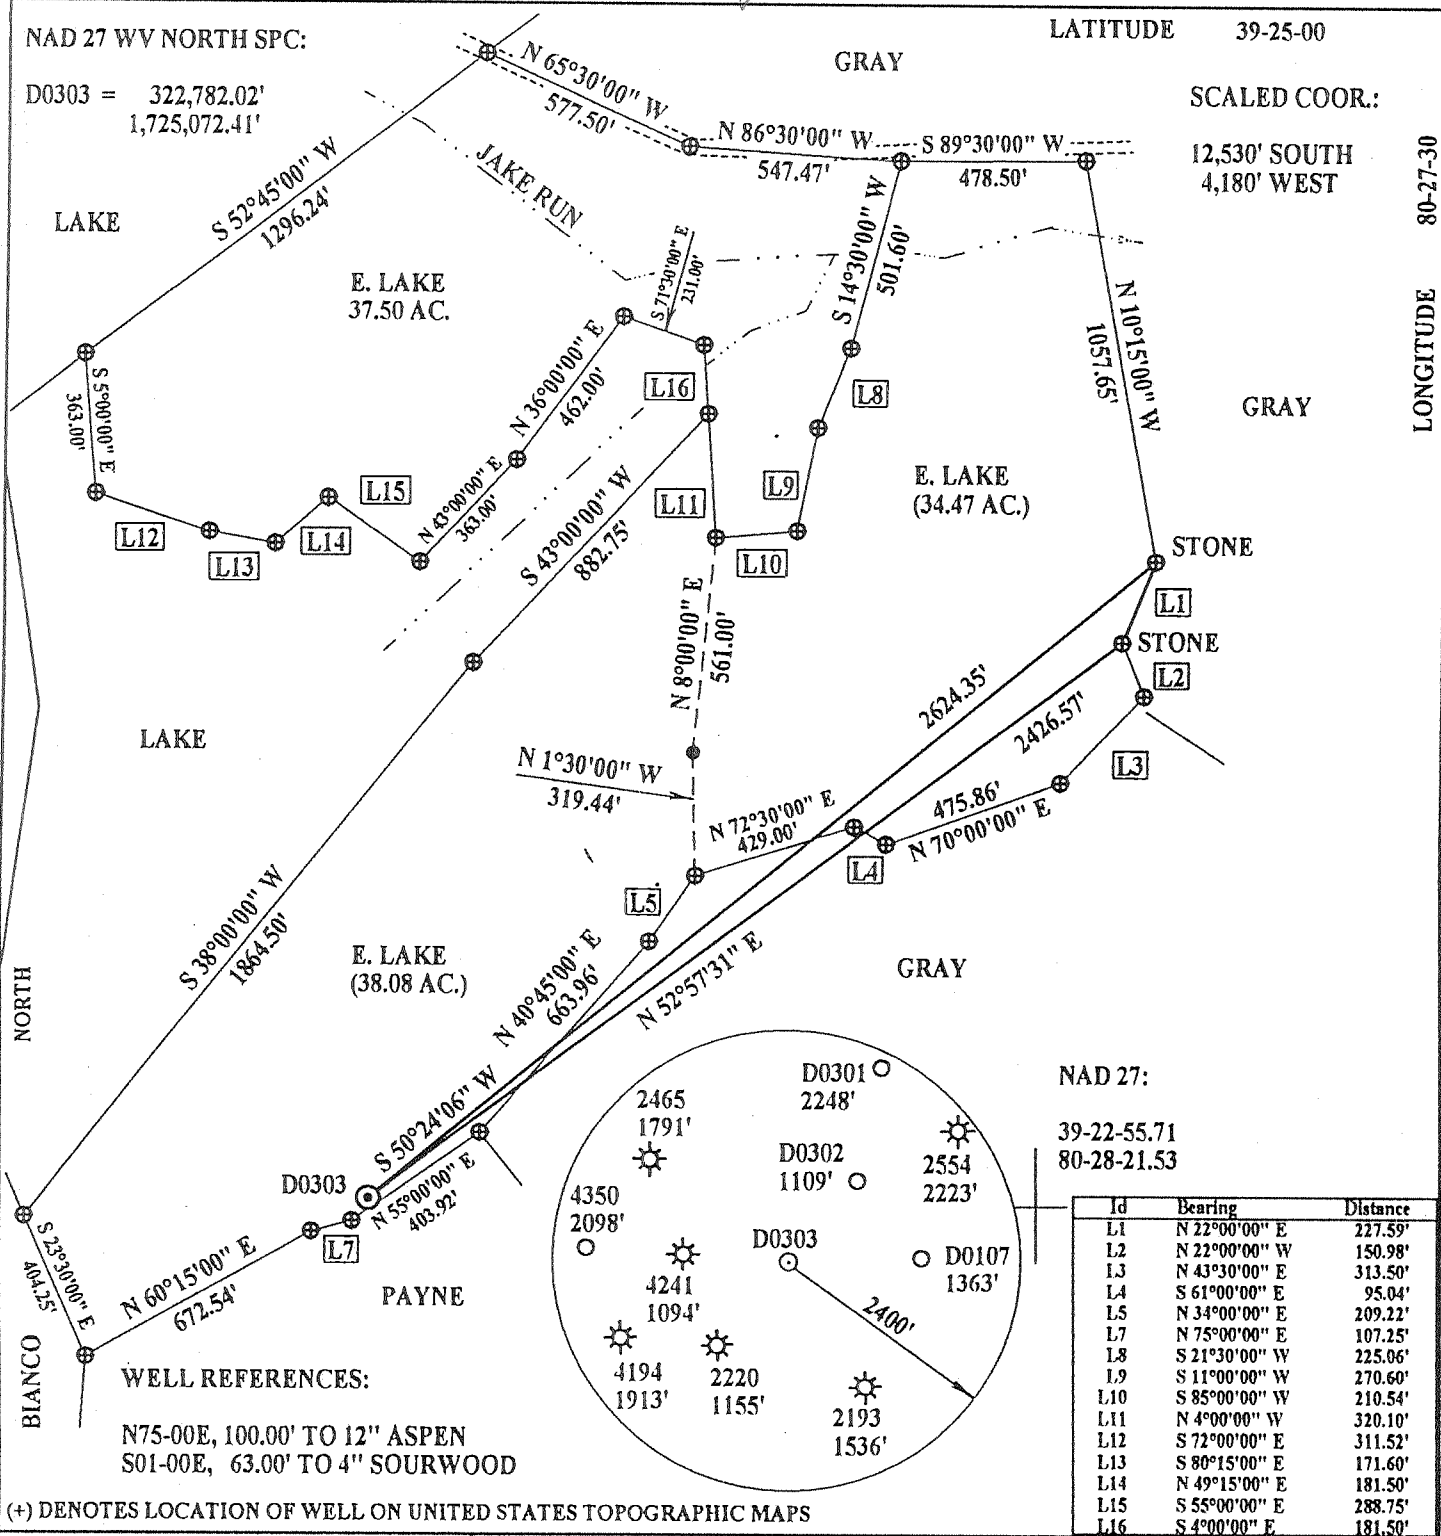 NAD 27 WV NORTH SPC:
D0303 = 322,782.02'
1,725,072.41'
LATITUDE 39-25-00
GRAY
SCALED COOR.:
12,530' SOUTH
4,180' WEST
LONGITUDE 80-27-30
N 65°30'00" W
577.50'
N 86°30'00" W
547.47'
S 89°30'00" W
478.50'
JAKE RUN
S 52°45'00" W
1296.24'
LAKE
E. LAKE
37.50 AC.
S 71°30'00" E
231.00'
S 14°30'00" W
501.60'
N 10°15'00" W
1057.65'
GRAY
S 5°00'00" E
363.00'
N 36°00'00" E
462.00'
L16
L8
L12
L13
L14
L15
N 43°00'00" E
363.00'
S 43°00'00" W
882.75'
L11
L9
L10
E. LAKE
(34.47 AC.)
STONE
L1
STONE
L2
L3
N 8°00'00" E
561.00'
LAKE
N 1°30'00" W
319.44'
2624.35'
2426.57'
N 72°30'00" E
429.00'
475.86'
N 70°00'00" E
L4
L5
S 38°00'00" W
1864.50'
E. LAKE
(38.08 AC.)
N 40°45'00" E
663.96'
N 52°57'31" E
GRAY
NORTH
S 50°24'06" W
D0303
N 55°00'00" E
403.92'
L7
S 23°30'00" E
404.25'
N 60°15'00" E
672.54'
PAYNE
BIANCO
D0301
2248'
2465
1791'
D0302
1109'
2554
2223'
4350
2098'
D0303
D0107
1363'
4241
1094'
2400'
4194
1913'
2220
1155'
2193
1536'
NAD 27:
39-22-55.71
80-28-21.53
Id Bearing Distance
L1 N 22°00'00" E 227.59'
L2 N 22°00'00" W 150.98'
L3 N 43°30'00" E 313.50'
L4 S 61°00'00" E 95.04'
L5 N 34°00'00" E 209.22'
L7 N 75°00'00" E 107.25'
L8 S 21°30'00" W 225.06'
L9 S 11°00'00" W 270.60'
L10 S 85°00'00" W 210.54'
L11 N 4°00'00" W 320.10'
L12 S 72°00'00" E 311.52'
L13 S 80°15'00" E 171.60'
L14 N 49°15'00" E 181.50'
L15 S 55°00'00" E 288.75'
L16 S 4°00'00" E 181.50'
WELL REFERENCES:
N75-00E, 100.00' TO 12" ASPEN
S01-00E, 63.00' TO 4" SOURWOOD
(+) DENOTES LOCATION OF WELL ON UNITED STATES TOPOGRAPHIC MAPS